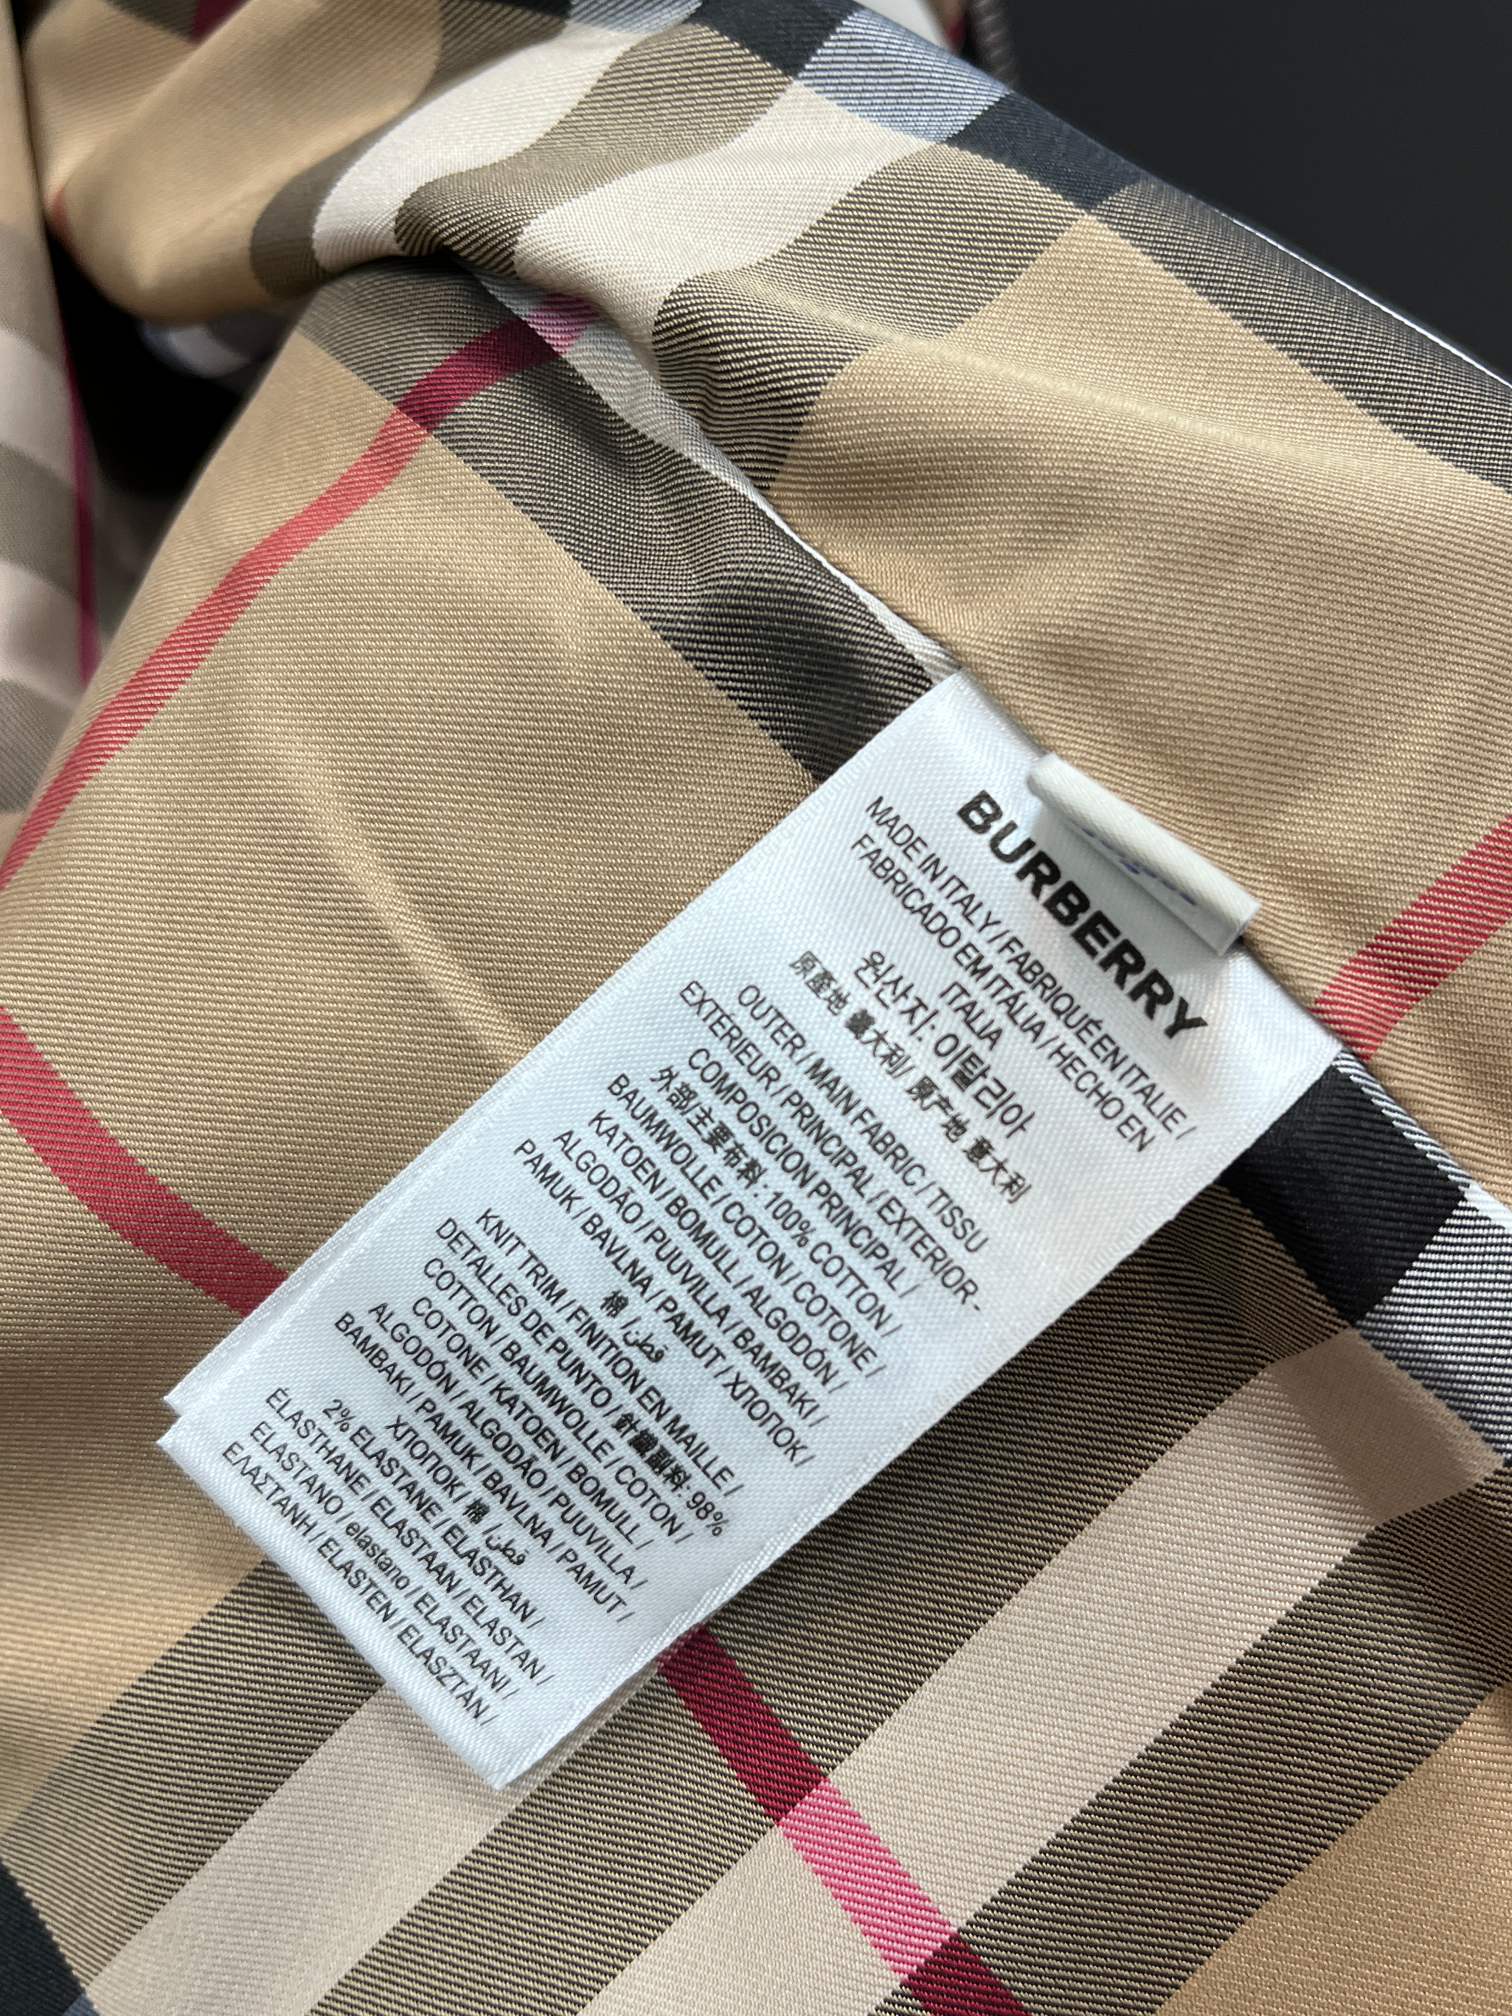 BURBERRY
MADE IN ITALY / FABRIQUÉ EN ITALIE /
FABRICADO EM ITÁLIA / HECHO EN
ITALIA
원산지: 이탈리아
原產地 義大利/ 原产地 意大利
OUTER / MAIN FABRIC / TISSU
EXTÉRIEUR / PRINCIPAL / EXTERIOR -
COMPOSICION PRINCIPAL /
外部/主要布料: 100% COTTON /
BAUMWOLLE / COTON / COTONE /
KATOEN / BOMULL / ALGODÓN /
ALGODÃO / PUUVILLA / BAMBAKI /
PAMUK / BAVLNA / PAMUT / ХЛОПОК /
棉 / قطن
KNIT TRIM / FINITION EN MAILLE /
DETALLES DE PUNTO / 針織副料: 98%
COTTON / BAUMWOLLE / COTON /
COTONE / KATOEN / BOMULL /
ALGODÓN / ALGODÃO / PUUVILLA /
BAMBAKI / PAMUK / BAVLNA / PAMUT /
ХЛОПОК / 棉 / قطن
2% ELASTANE / ELASTHAN /
ÉLASTHANE / ELASTAAN / ELASTAN /
ELASTANO / elastano / ELASTAANI /
ΕΛΑΣΤΑΝΗ / ELASTEN / ELASZTÁN /